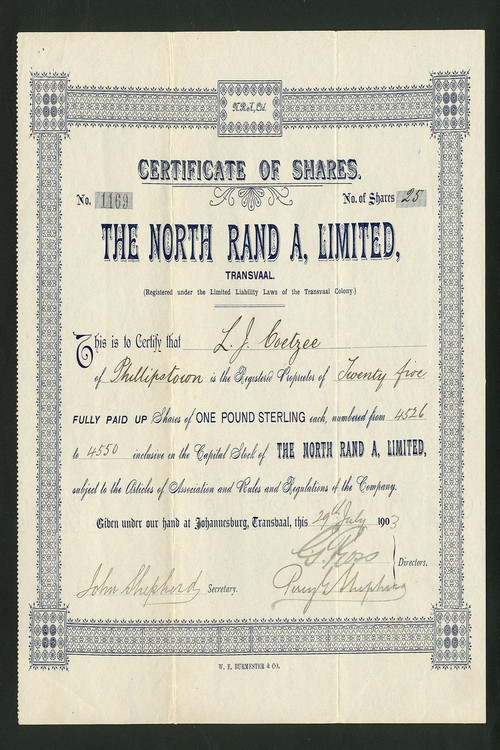 N.R.A., Ltd.
CERTIFICATE OF SHARES.
No. 1169 No. of Shares 25
THE NORTH RAND A, LIMITED,
TRANSVAAL.
(Registered under the Limited Liability Laws of the Transvaal Colony.)
This is to Certify that L. J. Coetzee
of Phillipstown is the Registered Proprietor of Twenty five
FULLY PAID UP Shares of ONE POUND STERLING each, numbered from 4526
to 4550 inclusive in the Capital Stock of THE NORTH RAND A, LIMITED,
subject to the Articles of Association and Rules and Regulations of the Company.
Given under our hand at Johannesburg, Transvaal, this 29th July 1903
G. Ross
Directors.
John Shepherd Secretary.
W. E. BURMESTER & Co.